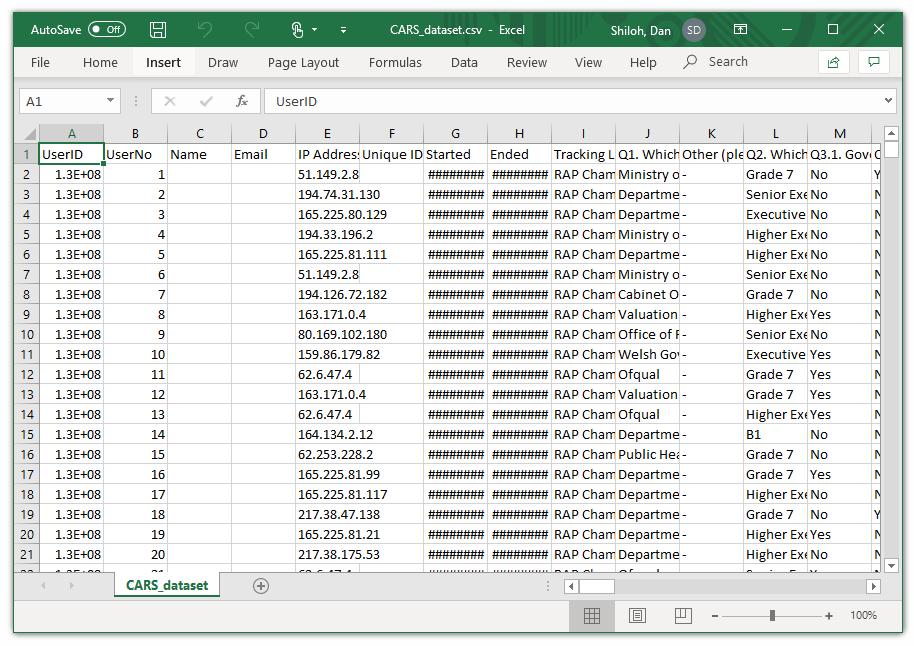 AutoSave Off CARS_dataset.csv - Excel Shiloh, Dan SD
File Home Insert Draw Page Layout Formulas Data Review View Help Search
A1 fx UserID
A B C D E F G H I J K L M
1 UserID UserNo Name Email IP Addres Unique ID Started Ended Tracking L Q1. Which Other (ple Q2. Which Q3.1. Gov
2 1.3E+08 1 51.149.2.8 ######## ######## RAP Cham Ministry o - Grade 7 No Y
3 1.3E+08 2 194.74.31.130 ######## ######## RAP Cham Departme - Senior Exe No N
4 1.3E+08 3 165.225.80.129 ######## ######## RAP Cham Departme - Executive No N
5 1.3E+08 4 194.33.196.2 ######## ######## RAP Cham Ministry o - Higher Exe No N
6 1.3E+08 5 165.225.81.111 ######## ######## RAP Cham Departme - Higher Exe No N
7 1.3E+08 6 51.149.2.8 ######## ######## RAP Cham Ministry o - Senior Exe No N
8 1.3E+08 7 194.126.72.182 ######## ######## RAP Cham Cabinet O - Grade 7 No N
9 1.3E+08 8 163.171.0.4 ######## ######## RAP Cham Valuation - Higher Exe Yes N
10 1.3E+08 9 80.169.102.180 ######## ######## RAP Cham Office of F - Senior Exe No N
11 1.3E+08 10 159.86.179.82 ######## ######## RAP Cham Welsh Gov - Executive Yes N
12 1.3E+08 11 62.6.47.4 ######## ######## RAP Cham Ofqual - Grade 7 Yes N
13 1.3E+08 12 163.171.0.4 ######## ######## RAP Cham Valuation - Grade 7 Yes N
14 1.3E+08 13 62.6.47.4 ######## ######## RAP Cham Ofqual - Higher Exe Yes N
15 1.3E+08 14 164.134.2.12 ######## ######## RAP Cham Departme - B1 No N
16 1.3E+08 15 62.253.228.2 ######## ######## RAP Cham Public Hea - Grade 7 No N
17 1.3E+08 16 165.225.81.99 ######## ######## RAP Cham Departme - Grade 7 Yes N
18 1.3E+08 17 165.225.81.117 ######## ######## RAP Cham Departme - Higher Exe No N
19 1.3E+08 18 217.38.47.138 ######## ######## RAP Cham Departme - Grade 7 No Y
20 1.3E+08 19 165.225.81.21 ######## ######## RAP Cham Departme - Higher Exe Yes N
21 1.3E+08 20 217.38.175.53 ######## ######## RAP Cham Departme - Higher Exe No N
CARS_dataset
100%